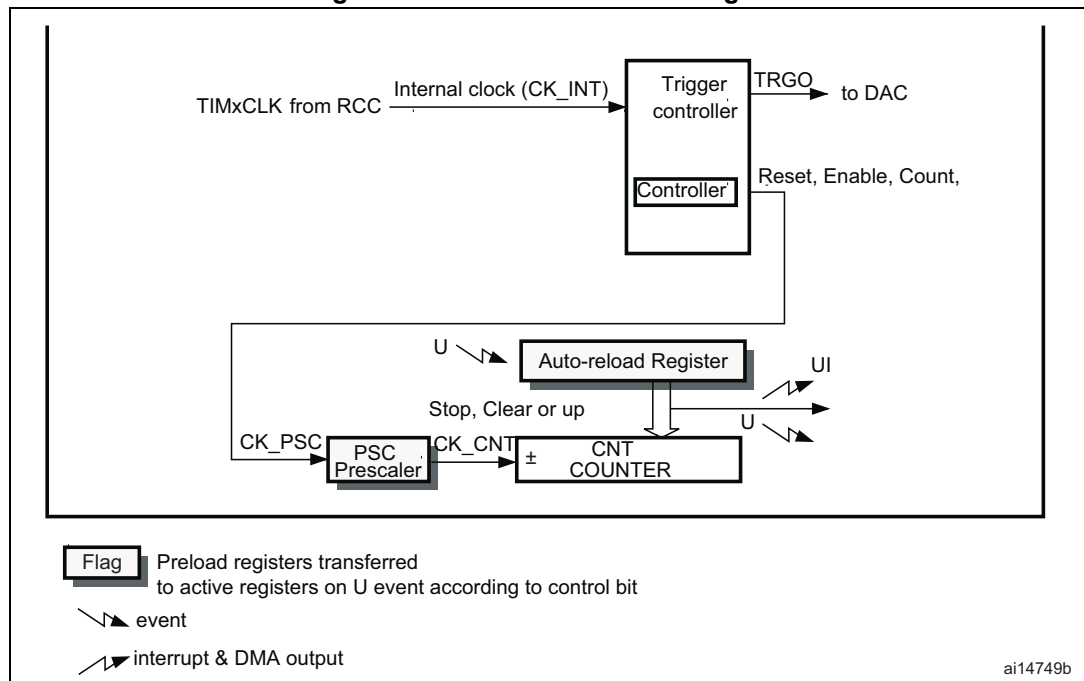 TIMxCLK from RCC
Internal clock (CK_INT)
Trigger
controller
TRGO
to DAC
Controller
Reset, Enable, Count,
U
Auto-reload Register
UI
Stop, Clear or up
U
CK_PSC
PSC
Prescaler
CK_CNT
±
CNT
COUNTER
Flag
Preload registers transferred
to active registers on U event according to control bit
event
interrupt & DMA output
ai14749b